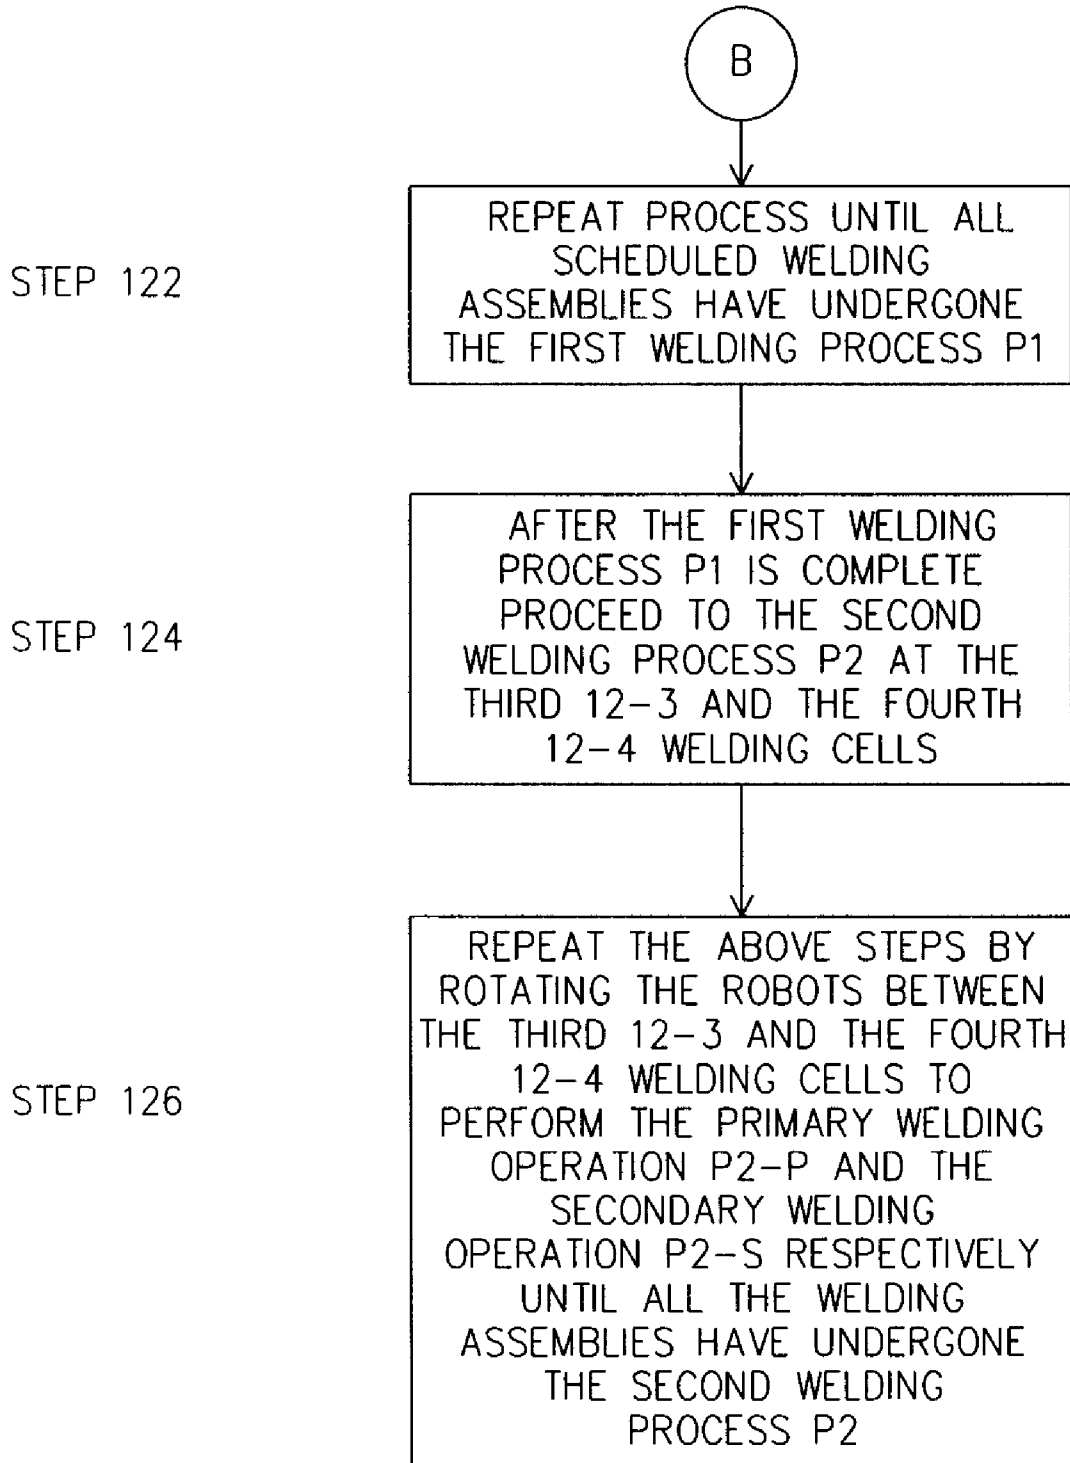 B
REPEAT PROCESS UNTIL ALL
SCHEDULED WELDING
ASSEMBLIES HAVE UNDERGONE
THE FIRST WELDING PROCESS P1
STEP 122
AFTER THE FIRST WELDING
PROCESS P1 IS COMPLETE
PROCEED TO THE SECOND
WELDING PROCESS P2 AT THE
THIRD 12-3 AND THE FOURTH
12-4 WELDING CELLS
STEP 124
REPEAT THE ABOVE STEPS BY
ROTATING THE ROBOTS BETWEEN
THE THIRD 12-3 AND THE FOURTH
12-4 WELDING CELLS TO
PERFORM THE PRIMARY WELDING
OPERATION P2-P AND THE
SECONDARY WELDING
OPERATION P2-S RESPECTIVELY
UNTIL ALL THE WELDING
ASSEMBLIES HAVE UNDERGONE
THE SECOND WELDING
PROCESS P2
STEP 126